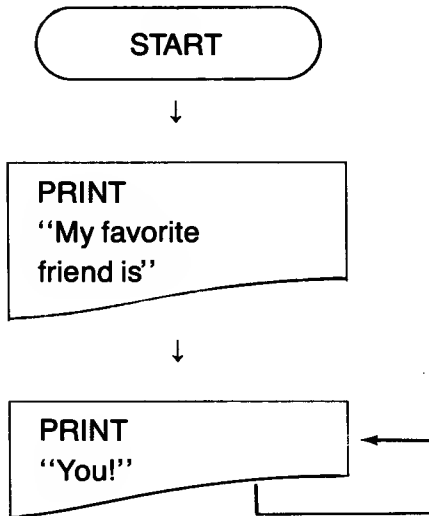 START
PRINT
‘‘My favorite
friend is’’
PRINT
‘‘You!’’